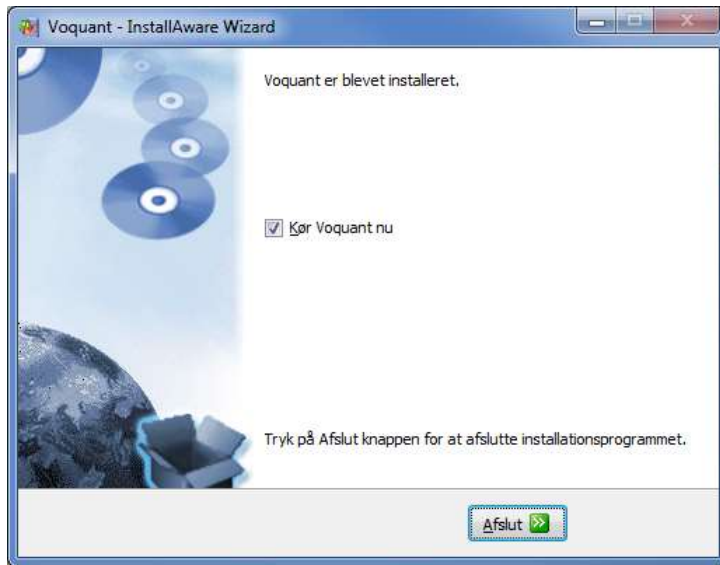 Voquant - InstallAware Wizard
Voquant er blevet installeret.
Kør Voquant nu
Tryk på Afslut knappen for at afslutte installationsprogrammet.
Afslut